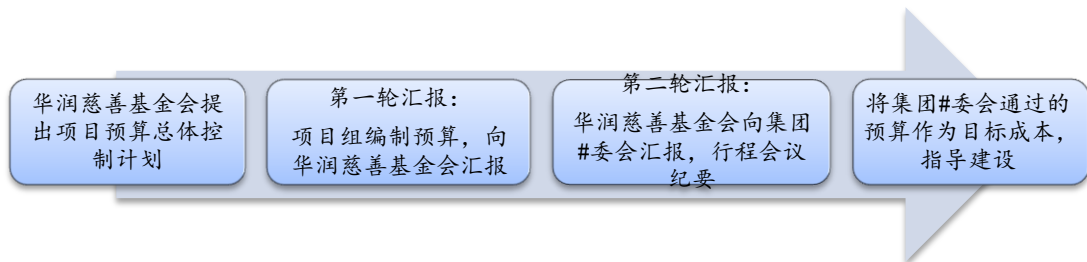 华润慈善基金会提
出项目预算总体控
制计划
第一轮汇报：
项目组编制预算，向
华润慈善基金会汇报
第二轮汇报：
华润慈善基金会向集团
#委会汇报，行程会议
纪要
将集团#委会通过的
预算作为目标成本，
指导建设